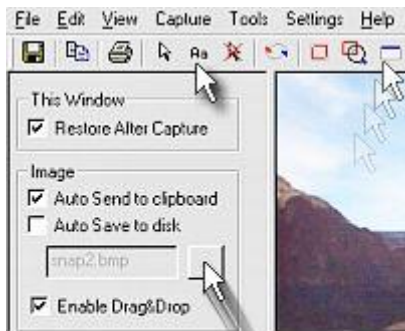 File Edit View Capture Tools Settings Help
Aa
This Window
Restore After Capture
Image
Auto Send to clipboard
Auto Save to disk
snap2.bmp
Enable Drag&Drop